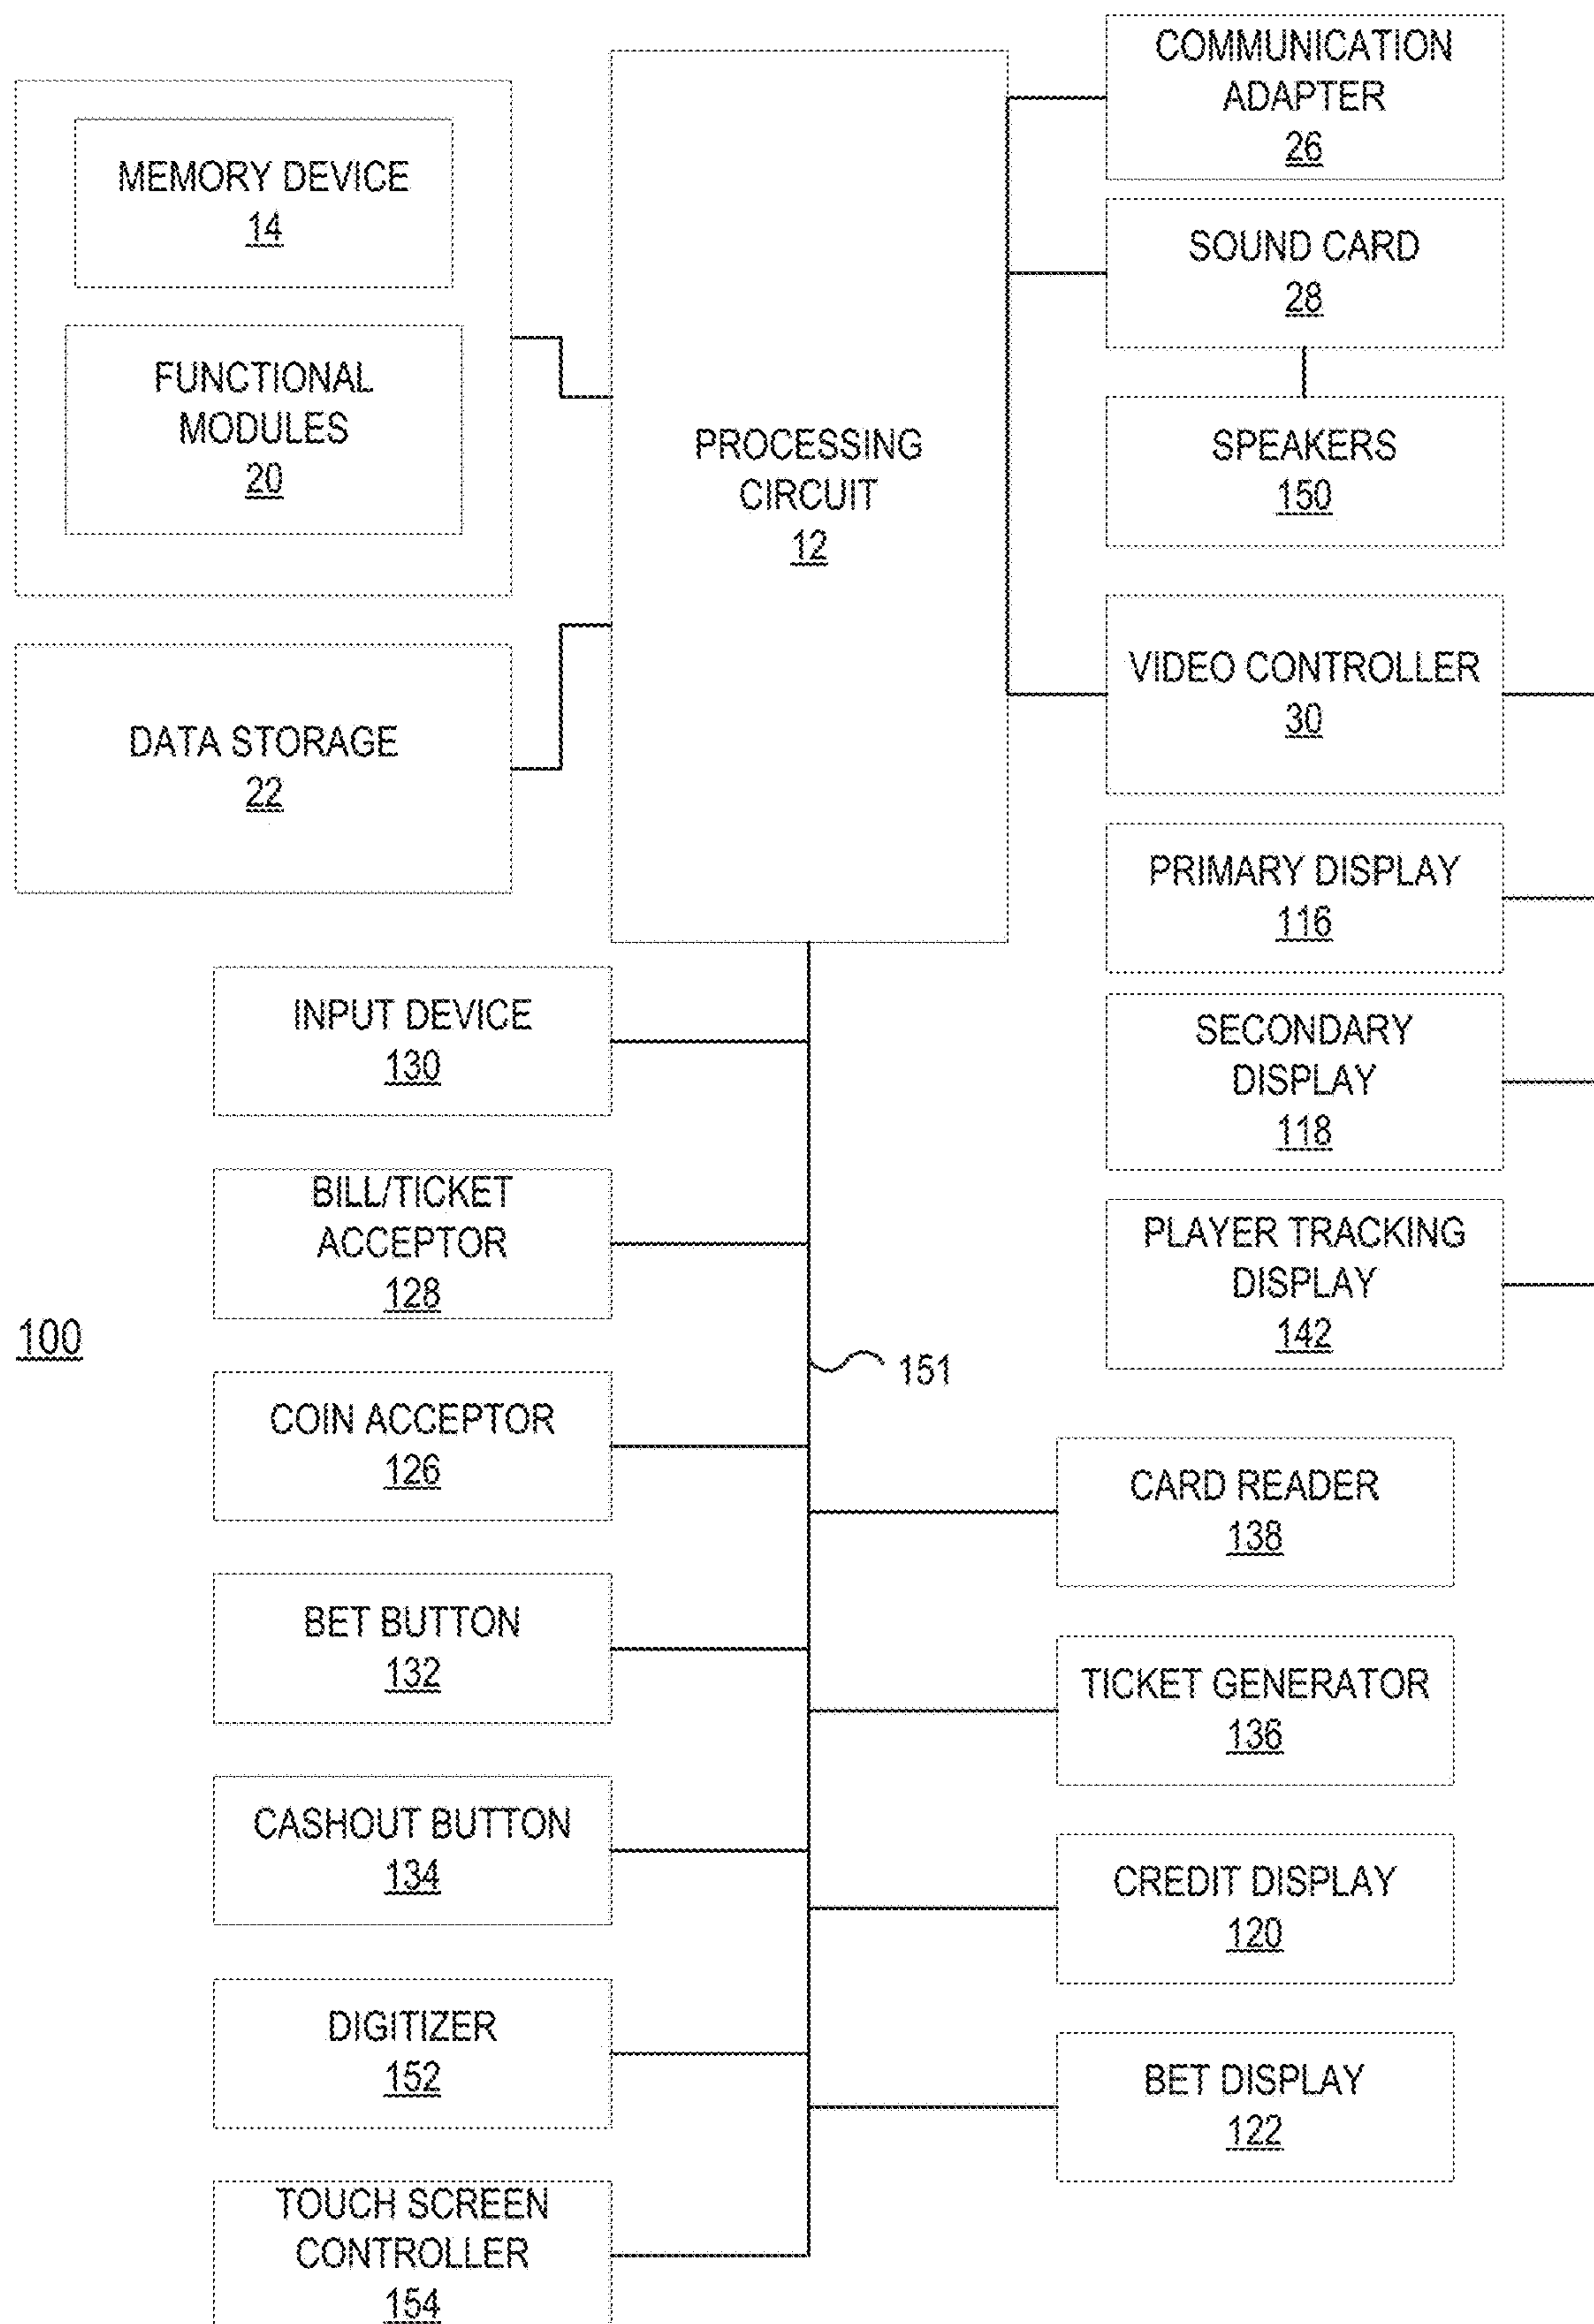 MEMORY DEVICE
14
FUNCTIONAL
MODULES
20
DATA STORAGE
22
PROCESSING
CIRCUIT
12
COMMUNICATION
ADAPTER
26
SOUND CARD
28
SPEAKERS
150
VIDEO CONTROLLER
30
PRIMARY DISPLAY
116
SECONDARY
DISPLAY
118
PLAYER TRACKING
DISPLAY
142
INPUT DEVICE
130
BILL/TICKET
ACCEPTOR
128
100
151
COIN ACCEPTOR
126
BET BUTTON
132
CASHOUT BUTTON
134
DIGITIZER
152
TOUCH SCREEN
CONTROLLER
154
CARD READER
138
TICKET GENERATOR
136
CREDIT DISPLAY
120
BET DISPLAY
122